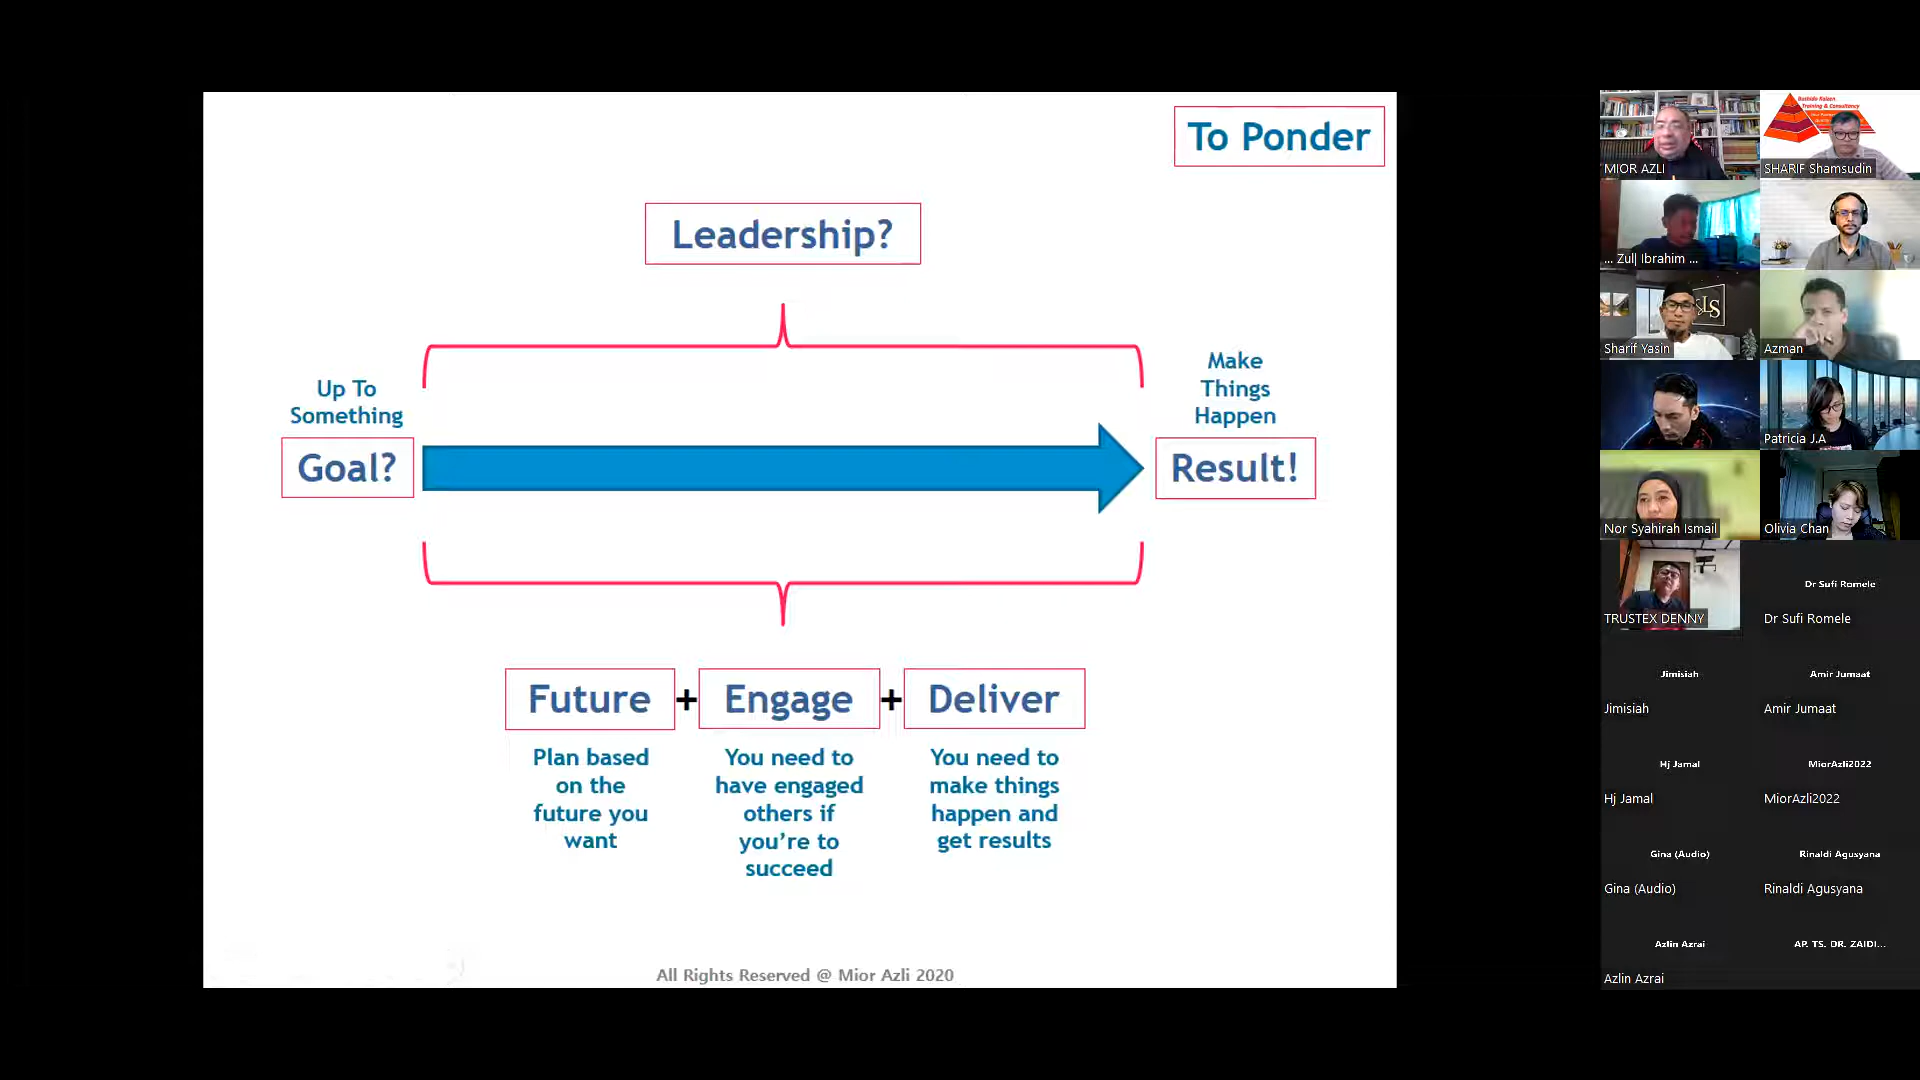 To Ponder
Leadership?
Up To
Something
Goal?
Make
Things
Happen
Result!
Future + Engage + Deliver
Plan based
on the
future you
want
You need to
have engaged
others if
you're to
succeed
You need to
make things
happen and
get results
All Rights Reserved @ Mior Azli 2020
MIOR AZLI
Bushido Kaizen
Training & Consultancy
SHARIF Shamsudin
... Zul| Ibrahim ...
LS
Sharif Yasin
Azman
Patricia J.A
Nor Syahirah Ismail
Olivia Chan
TRUSTEX DENNY
Dr Sufi Romele
Dr Sufi Romele
Jimisiah
Jimisiah
Amir Jumaat
Amir Jumaat
Hj Jamal
Hj Jamal
MiorAzli2022
MiorAzli2022
Gina (Audio)
Gina (Audio)
Rinaldi Agusyana
Rinaldi Agusyana
Azlin Azrai
Azlin Azrai
AP. TS. DR. ZAIDI...